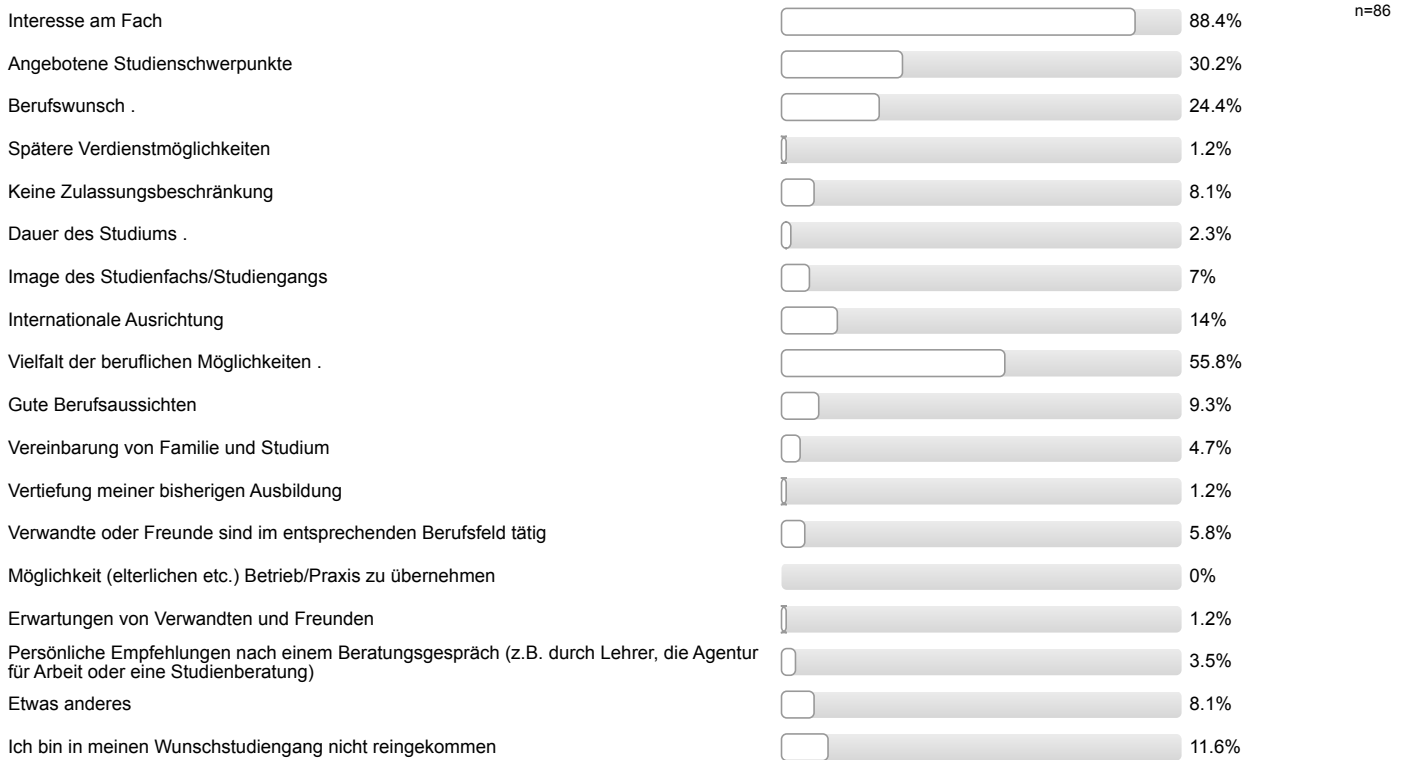 Interesse am Fach 88.4% n=86
Angebotene Studienschwerpunkte 30.2%
Berufswunsch . 24.4%
Spätere Verdienstmöglichkeiten 1.2%
Keine Zulassungsbeschränkung 8.1%
Dauer des Studiums . 2.3%
Image des Studienfachs/Studiengangs 7%
Internationale Ausrichtung 14%
Vielfalt der beruflichen Möglichkeiten . 55.8%
Gute Berufsaussichten 9.3%
Vereinbarung von Familie und Studium 4.7%
Vertiefung meiner bisherigen Ausbildung 1.2%
Verwandte oder Freunde sind im entsprechenden Berufsfeld tätig 5.8%
Möglichkeit (elterlichen etc.) Betrieb/Praxis zu übernehmen 0%
Erwartungen von Verwandten und Freunden 1.2%
Persönliche Empfehlungen nach einem Beratungsgespräch (z.B. durch Lehrer, die Agentur
für Arbeit oder eine Studienberatung) 3.5%
Etwas anderes 8.1%
Ich bin in meinen Wunschstudiengang nicht reingekommen 11.6%